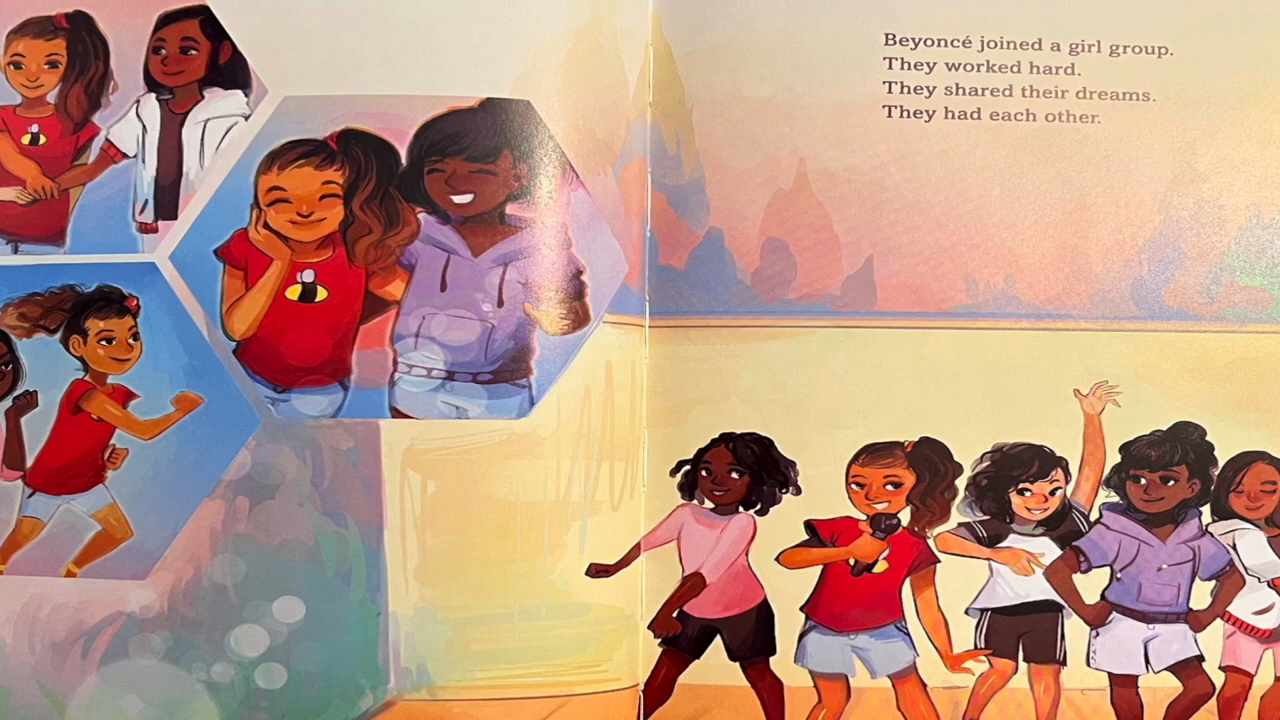 Beyoncé joined a girl group.
They worked hard.
They shared their dreams.
They had each other.